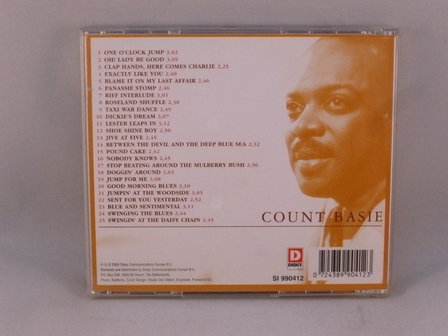 1 ONE O'CLOCK JUMP 3.02
2 OH! LADY BE GOOD 3.09
3 CLAP HANDS, HERE COMES CHARLIE 2.25
4 EXACTLY LIKE YOU 2.40
5 BLAME IT ON MY LAST AFFAIR 2.46
6 PANASSIE STOMP 2.46
7 RIFF INTERLUDE 3.01
8 ROSELAND SHUFFLE 2.30
9 TAXI WAR DANCE 2.49
10 DICKIE'S DREAM 3.07
11 LESTER LEAPS IN 3.12
12 SHOE SHINE BOY 2.50
13 JIVE AT FIVE 2.45
14 BETWEEN THE DEVIL AND THE DEEP BLUE SEA 2.32
15 POUND CAKE 2.42
16 NOBODY KNOWS 2.45
17 STOP BEATING AROUND THE MULBERRY BUSH 2.56
18 DOGGIN' AROUND 3.03
19 JUMP FOR ME 3.08
20 GOOD MORNING BLUES 3.10
21 JUMPIN' AT THE WOODSIDE 3.05
22 SENT FOR YOU YESTERDAY 2.52
23 BLUE AND SENTIMENTAL 3.11
24 SWINGING THE BLUES 2.44
25 SWINGIN' AT THE DAISY CHAIN 2.45
COUNT BASIE
Disky Communications Europe B.V.
DISKY
SI 990412
0 724389 904123